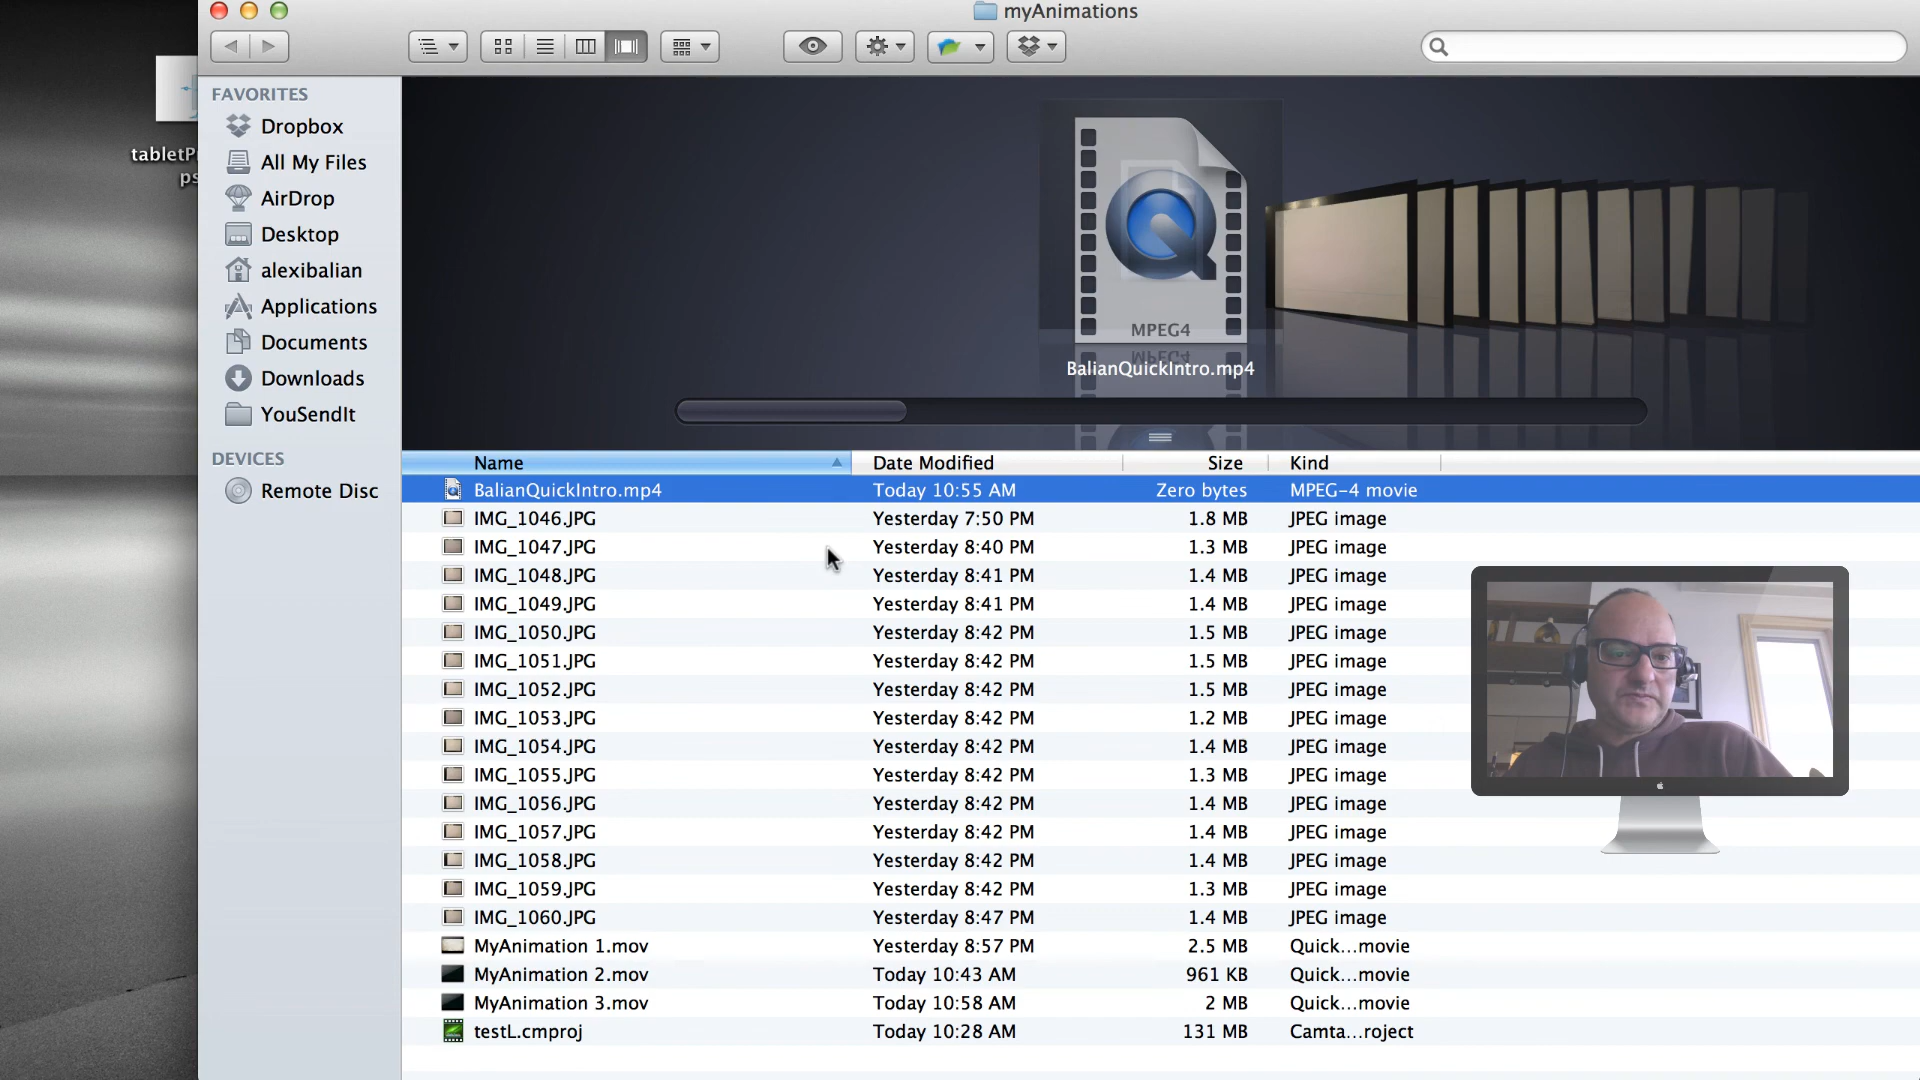 myAnimations
tabletPr
ps
FAVORITES
Dropbox
All My Files
AirDrop
Desktop
alexibalian
Applications
Documents
Downloads
YouSendIt
DEVICES
Remote Disc
MPEG4
BalianQuickIntro.mp4
Name Date Modified Size Kind
BalianQuickIntro.mp4 Today 10:55 AM Zero bytes MPEG-4 movie
IMG_1046.JPG Yesterday 7:50 PM 1.8 MB JPEG image
IMG_1047.JPG Yesterday 8:40 PM 1.3 MB JPEG image
IMG_1048.JPG Yesterday 8:41 PM 1.4 MB JPEG image
IMG_1049.JPG Yesterday 8:41 PM 1.4 MB JPEG image
IMG_1050.JPG Yesterday 8:42 PM 1.5 MB JPEG image
IMG_1051.JPG Yesterday 8:42 PM 1.5 MB JPEG image
IMG_1052.JPG Yesterday 8:42 PM 1.5 MB JPEG image
IMG_1053.JPG Yesterday 8:42 PM 1.2 MB JPEG image
IMG_1054.JPG Yesterday 8:42 PM 1.4 MB JPEG image
IMG_1055.JPG Yesterday 8:42 PM 1.3 MB JPEG image
IMG_1056.JPG Yesterday 8:42 PM 1.4 MB JPEG image
IMG_1057.JPG Yesterday 8:42 PM 1.4 MB JPEG image
IMG_1058.JPG Yesterday 8:42 PM 1.4 MB JPEG image
IMG_1059.JPG Yesterday 8:42 PM 1.3 MB JPEG image
IMG_1060.JPG Yesterday 8:47 PM 1.4 MB JPEG image
MyAnimation 1.mov Yesterday 8:57 PM 2.5 MB Quick...movie
MyAnimation 2.mov Today 10:43 AM 961 KB Quick...movie
MyAnimation 3.mov Today 10:58 AM 2 MB Quick...movie
testL.cmproj Today 10:28 AM 131 MB Camta...roject